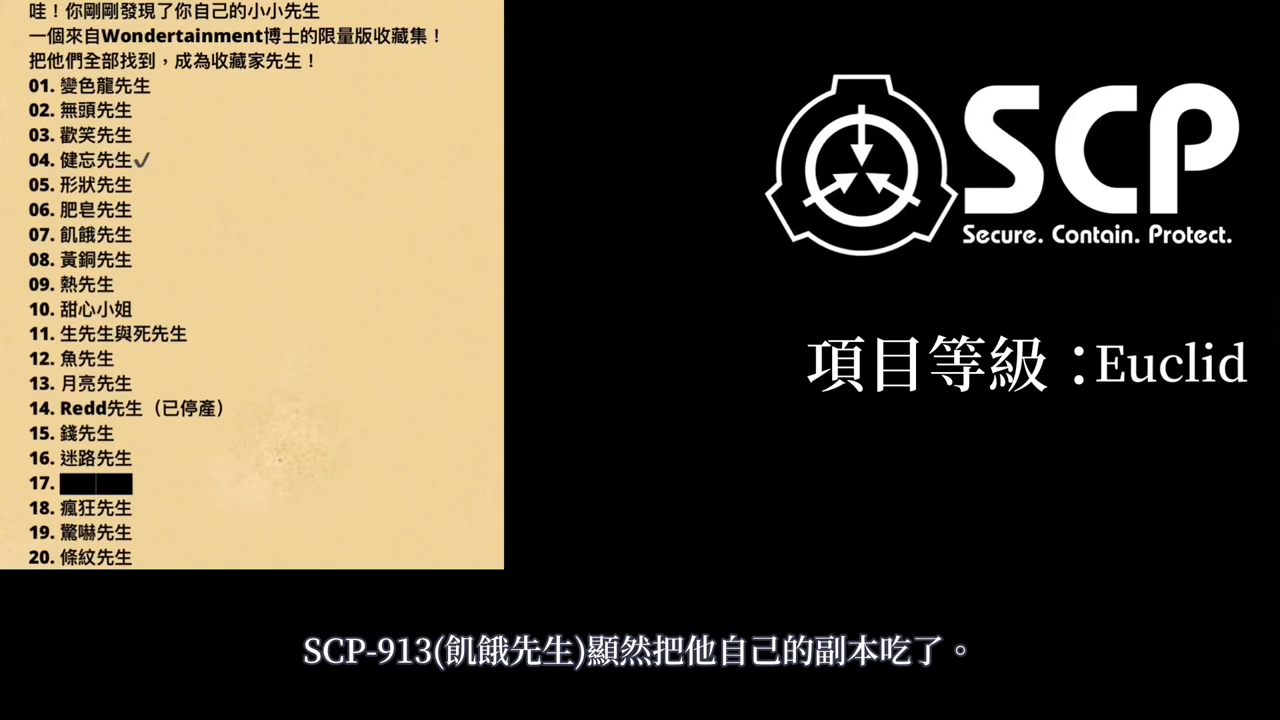 哇！你剛剛發現了你自己的小小先生
一個來自Wondertainment博士的限量版收藏集！
把他們全部找到，成為收藏家先生！
01. 變色龍先生
02. 無頭先生
03. 歡笑先生
04. 健忘先生✓
05. 形狀先生
06. 肥皂先生
07. 飢餓先生
08. 黃銅先生
09. 熱先生
10. 甜心小姐
11. 生先生與死先生
12. 魚先生
13. 月亮先生
14. Redd先生（已停產）
15. 錢先生
16. 迷路先生
17. ████
18. 瘋狂先生
19. 驚嚇先生
20. 條紋先生
SCP
Secure. Contain. Protect.
項目等級：Euclid
SCP-913(飢餓先生)顯然把他自己的副本吃了。